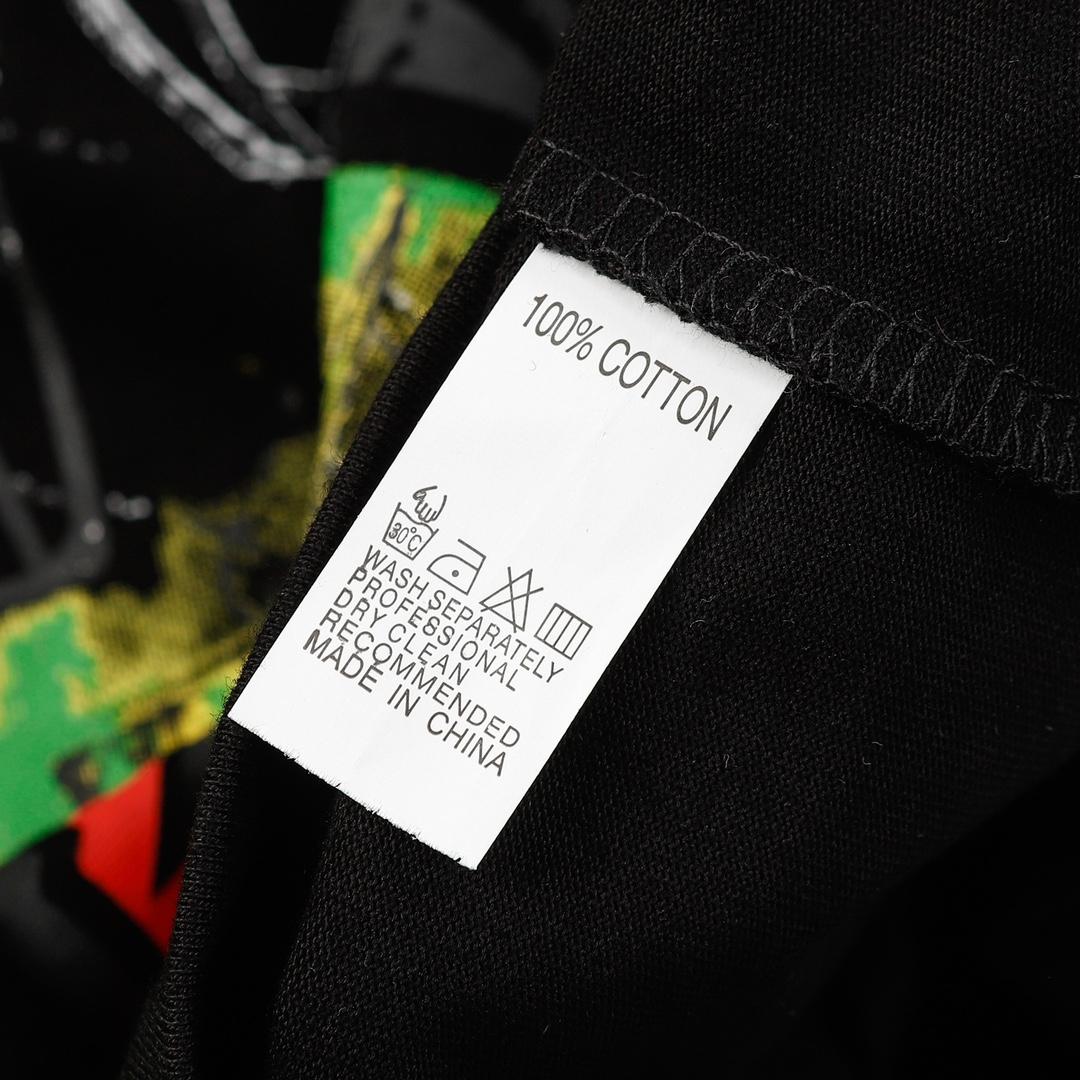 100% COTTON
30°C
WASH SEPARATELY
PROFESSIONAL
DRY CLEAN
RECOMMENDED
MADE IN CHINA